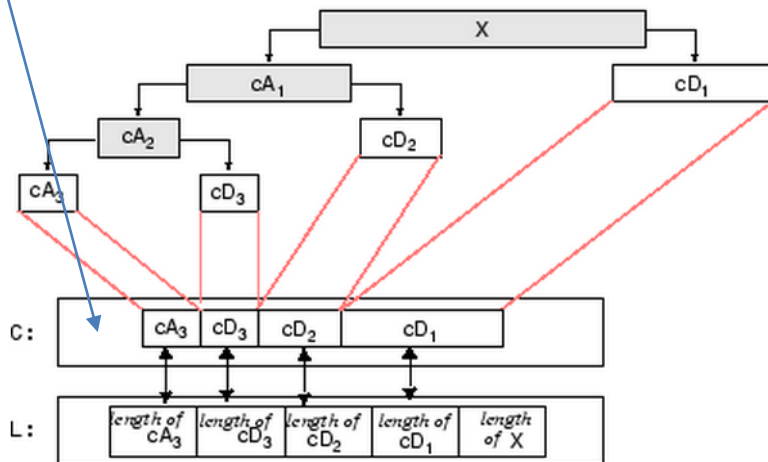 X
cA₁
cD₁
cA₂
cD₂
cA₃
cD₃
C:
cA₃ cD₃ cD₂ cD₁
L:
length of cA₃
length of cD₃
length of cD₂
length of cD₁
length of X